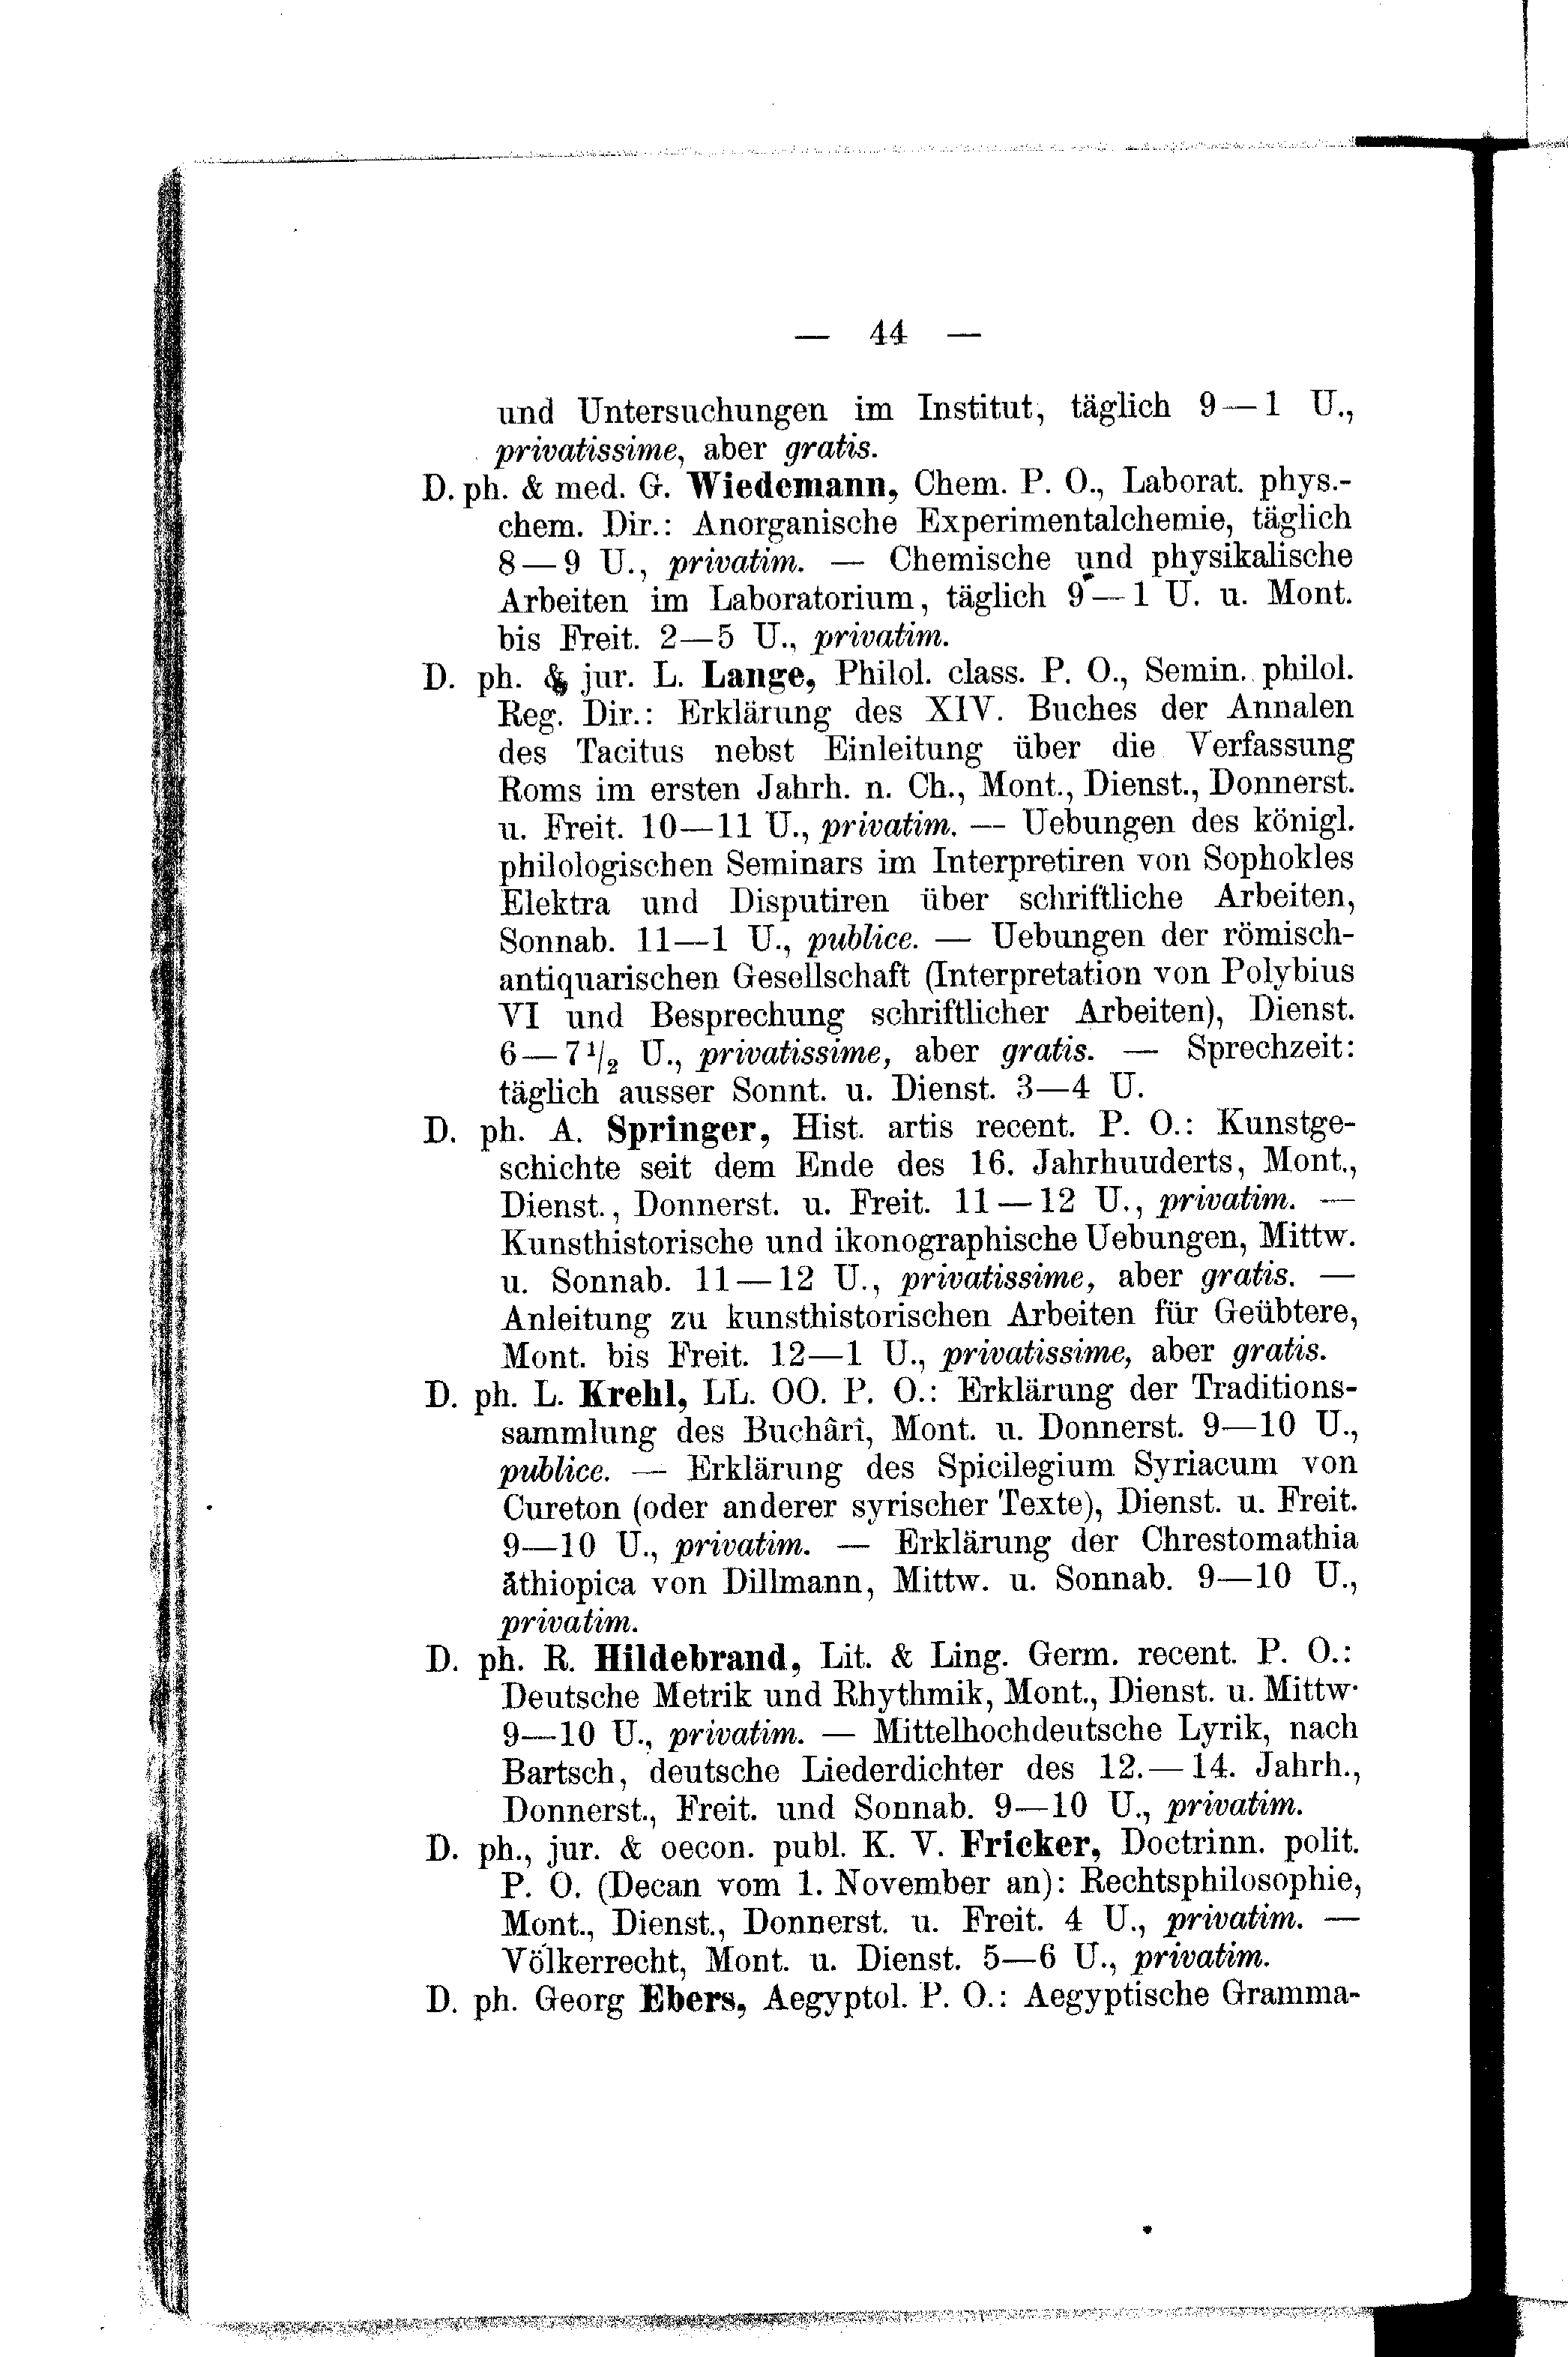 — 44 —
und Untersuchungen im Institut, täglich 9—1 U.,
privatissime, aber gratis.
D. ph. & med. G. Wiedemann, Chem. P. O., Laborat. phys.-
chem. Dir.: Anorganische Experimentalchemie, täglich
8—9 U., privatim. — Chemische und physikalische
Arbeiten im Laboratorium, täglich 9—1 U. u. Mont.
bis Freit. 2—5 U., privatim.
D. ph. & jur. L. Lange, Philol. class. P. O., Semin. philol.
Reg. Dir.: Erklärung des XIV. Buches der Annalen
des Tacitus nebst Einleitung über die Verfassung
Roms im ersten Jahrh. n. Ch., Mont., Dienst., Donnerst.
u. Freit. 10—11 U., privatim. — Uebungen des königl.
philologischen Seminars im Interpretiren von Sophokles
Elektra und Disputiren über schriftliche Arbeiten,
Sonnab. 11—1 U., publice. — Uebungen der römisch-
antiquarischen Gesellschaft (Interpretation von Polybius
VI und Besprechung schriftlicher Arbeiten), Dienst.
6—7 1/2 U., privatissime, aber gratis. — Sprechzeit:
täglich ausser Sonnt. u. Dienst. 3—4 U.
D. ph. A. Springer, Hist. artis recent. P. O.: Kunstge-
schichte seit dem Ende des 16. Jahrhuuderts, Mont.,
Dienst., Donnerst. u. Freit. 11—12 U., privatim. —
Kunsthistorische und ikonographische Uebungen, Mittw.
u. Sonnab. 11—12 U., privatissime, aber gratis. —
Anleitung zu kunsthistorischen Arbeiten für Geübtere,
Mont. bis Freit. 12—1 U., privatissime, aber gratis.
D. ph. L. Krehl, LL. OO. P. O.: Erklärung der Traditions-
sammlung des Buchârî, Mont. u. Donnerst. 9—10 U.,
publice. — Erklärung des Spicilegium Syriacum von
Cureton (oder anderer syrischer Texte), Dienst. u. Freit.
9—10 U., privatim. — Erklärung der Chrestomathia
äthiopica von Dillmann, Mittw. u. Sonnab. 9—10 U.,
privatim.
D. ph. R. Hildebrand, Lit. & Ling. Germ. recent. P. O.:
Deutsche Metrik und Rhythmik, Mont., Dienst. u. Mittw.
9—10 U., privatim. — Mittelhochdeutsche Lyrik, nach
Bartsch, deutsche Liederdichter des 12.—14. Jahrh.,
Donnerst., Freit. und Sonnab. 9—10 U., privatim.
D. ph., jur. & oecon. publ. K. V. Fricker, Doctrinn. polit.
P. O. (Decan vom 1. November an): Rechtsphilosophie,
Mont., Dienst., Donnerst. u. Freit. 4 U., privatim. —
Völkerrecht, Mont. u. Dienst. 5—6 U., privatim.
D. ph. Georg Ebers, Aegyptol. P. O.: Aegyptische Gramma-